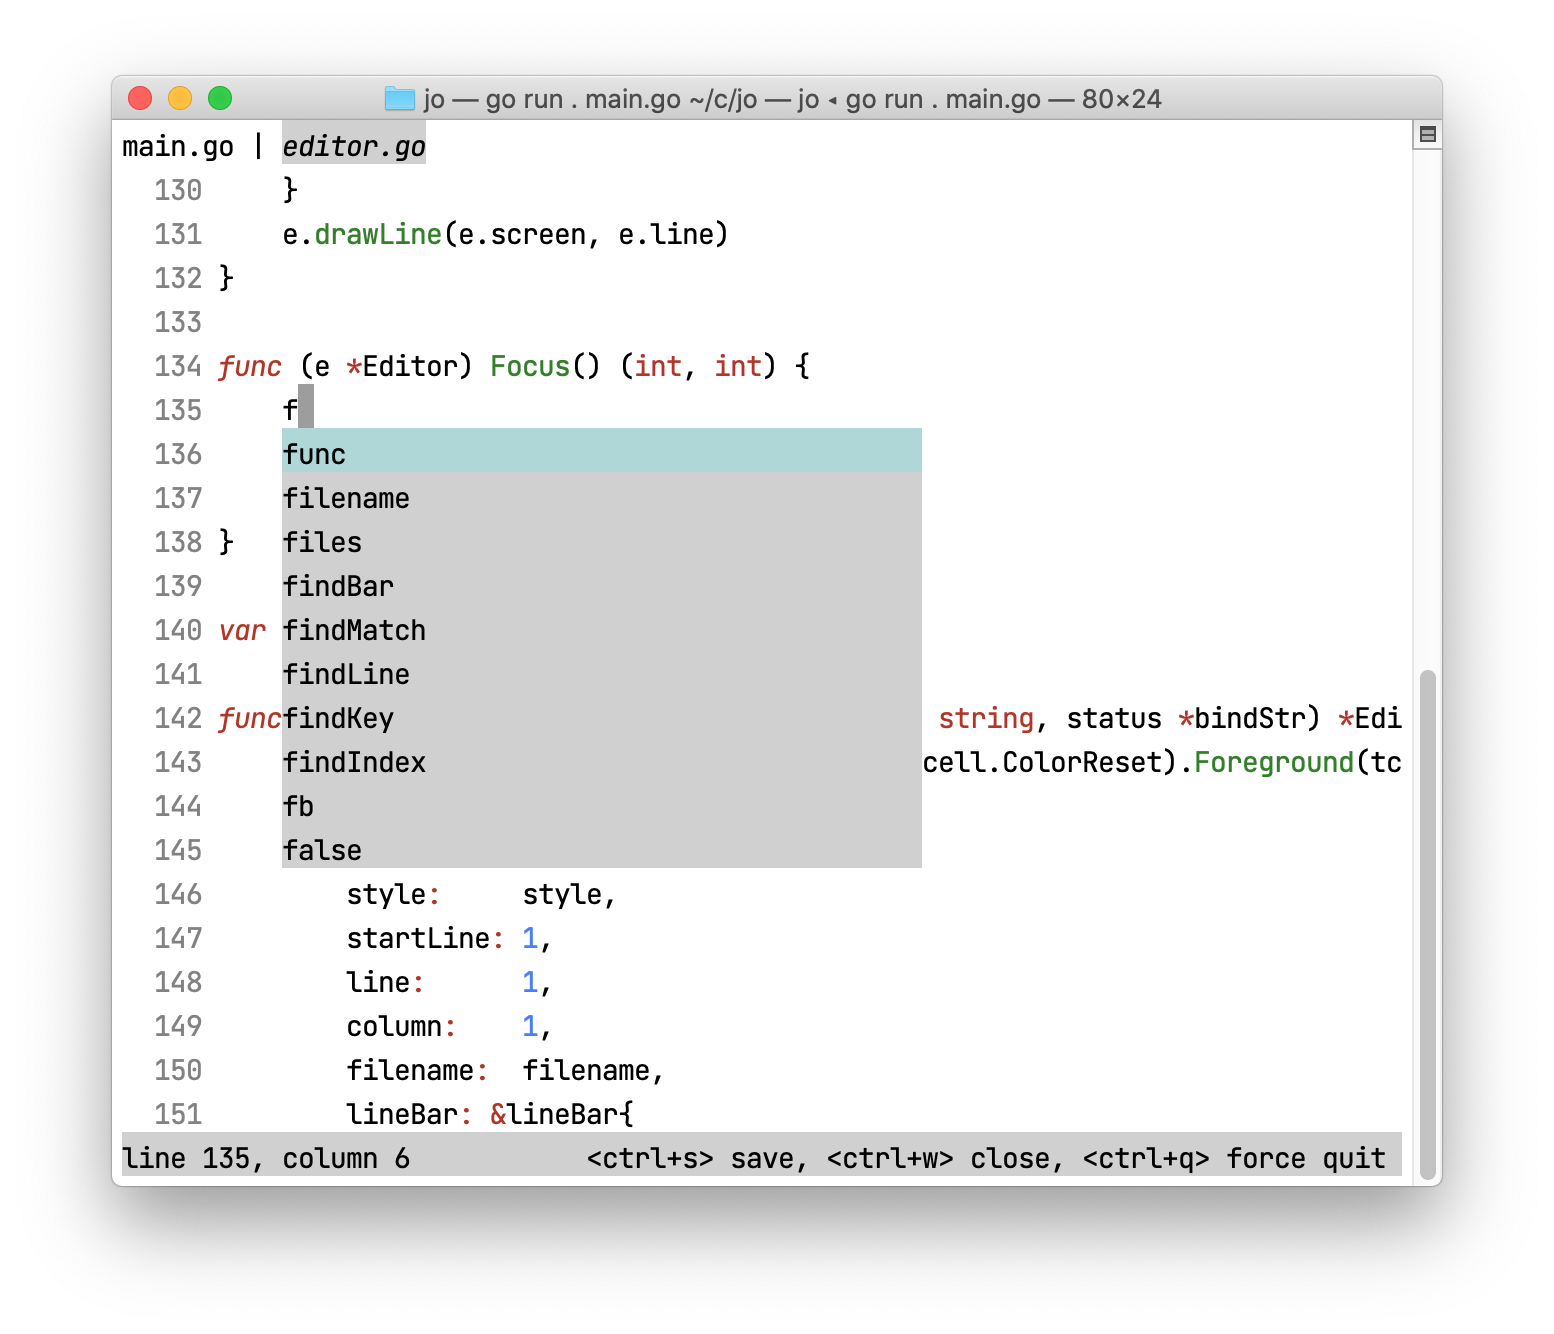 jo — go run . main.go ~/c/jo — jo ◂ go run . main.go — 80×24
main.go | editor.go
130     }
131     e.drawLine(e.screen, e.line)
132 }
133
134 func (e *Editor) Focus() (int, int) {
135     f
136     func
137     filename
138 }   files
139     findBar
140 var findMatch
141     findLine
142 funcfindKey                                  string, status *bindStr) *Edi
143     findIndex                               cell.ColorReset).Foreground(tc
144     fb
145     false
146         style:     style,
147         startLine: 1,
148         line:      1,
149         column:    1,
150         filename:  filename,
151         lineBar: &lineBar{
line 135, column 6           <ctrl+s> save, <ctrl+w> close, <ctrl+q> force quit